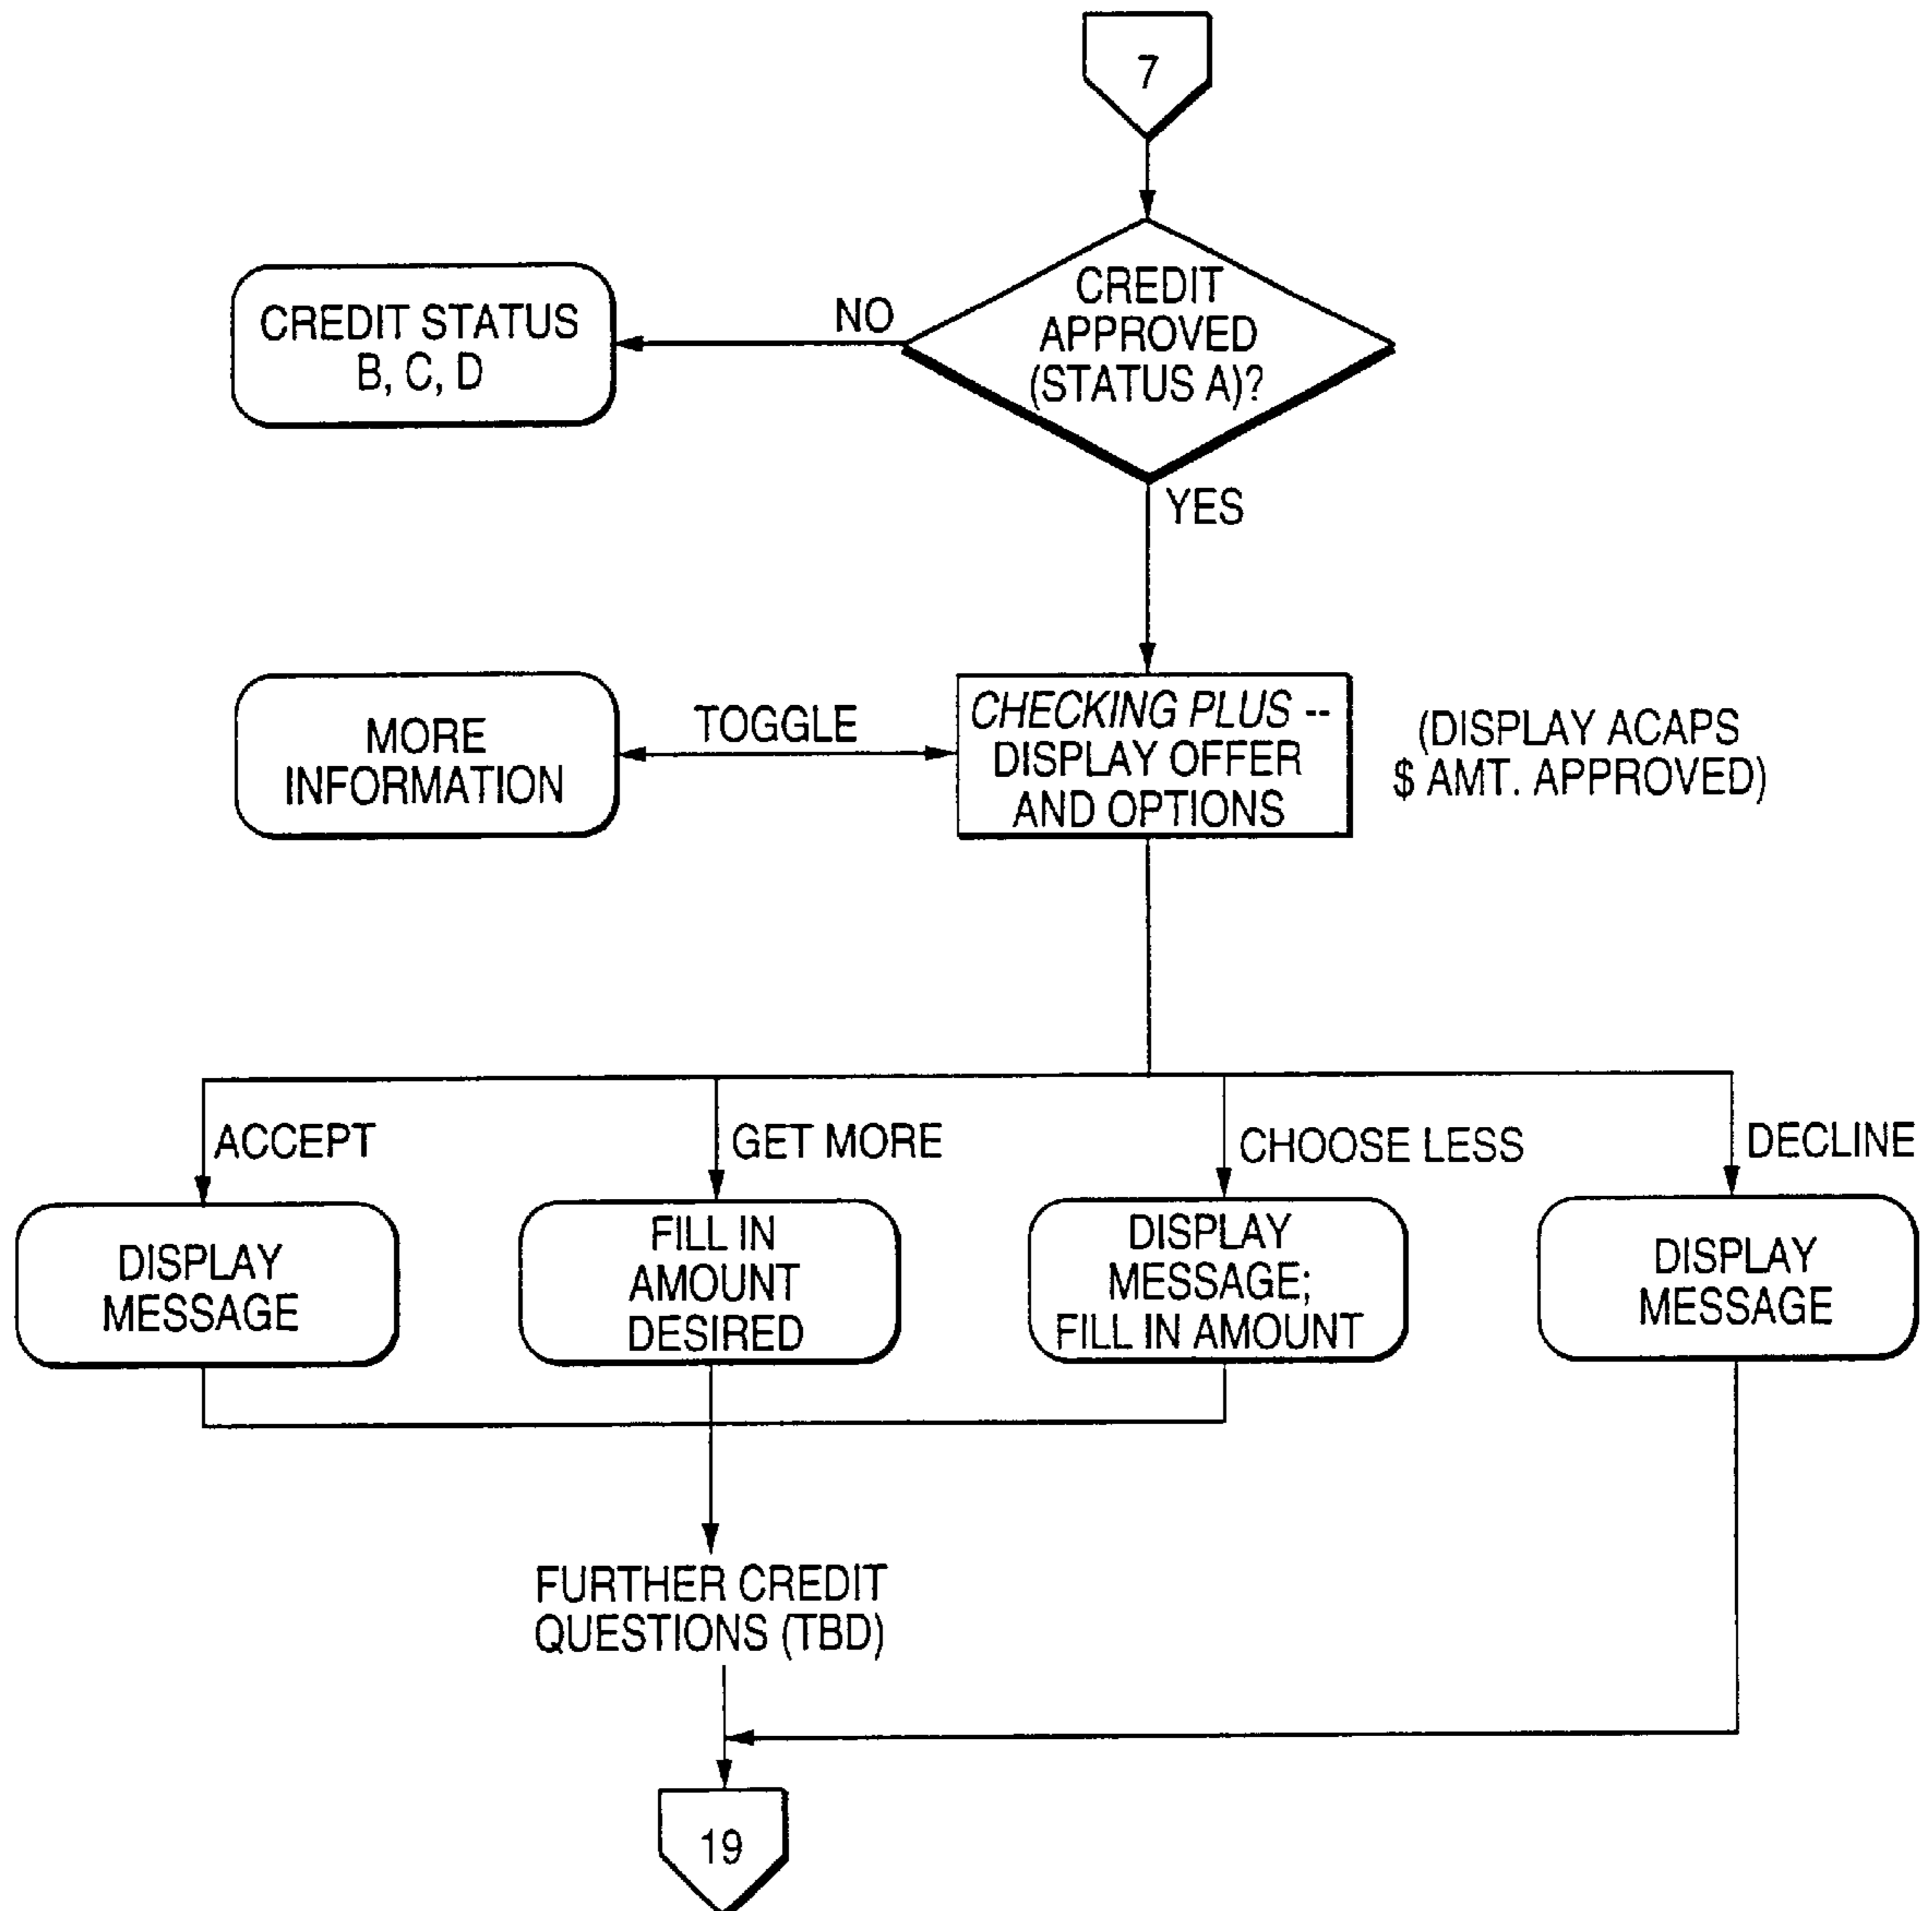 7
CREDIT
APPROVED
(STATUS A)?
NO
CREDIT STATUS
B, C, D
YES
MORE
INFORMATION
TOGGLE
CHECKING PLUS --
DISPLAY OFFER
AND OPTIONS
(DISPLAY ACAPS
$ AMT. APPROVED)
ACCEPT
GET MORE
CHOOSE LESS
DECLINE
DISPLAY
MESSAGE
FILL IN
AMOUNT
DESIRED
DISPLAY
MESSAGE;
FILL IN AMOUNT
DISPLAY
MESSAGE
FURTHER CREDIT
QUESTIONS (TBD)
19